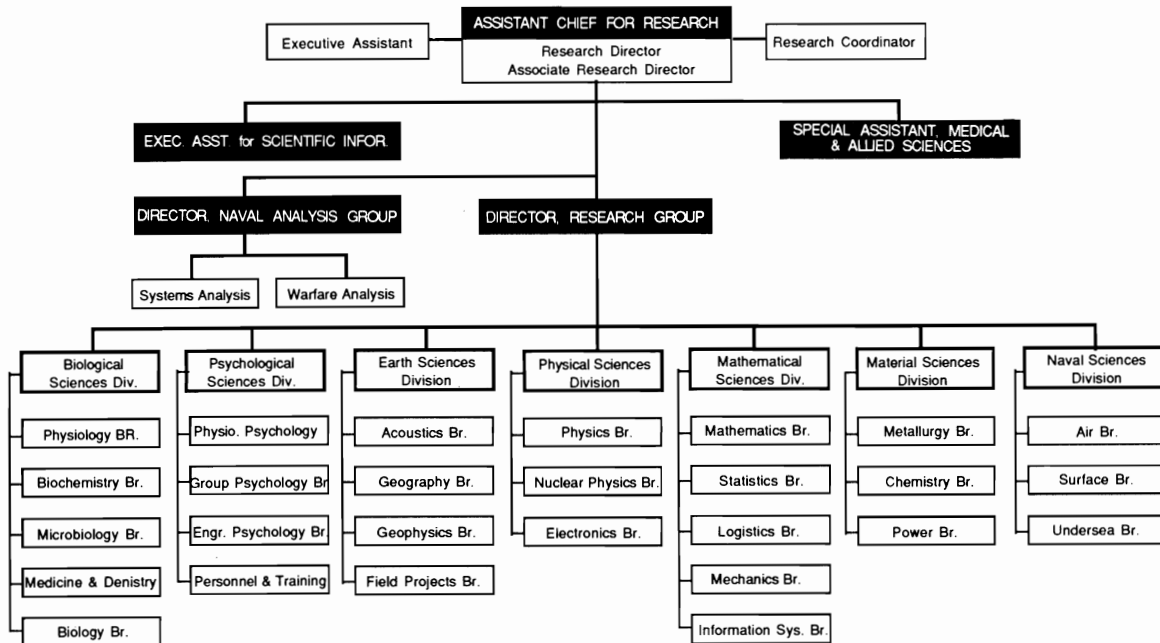 ASSISTANT CHIEF FOR RESEARCH
Executive Assistant
Research Director
Associate Research Director
Research Coordinator
EXEC. ASST. for SCIENTIFIC INFOR.
SPECIAL ASSISTANT, MEDICAL
& ALLIED SCIENCES
DIRECTOR, NAVAL ANALYSIS GROUP
DIRECTOR, RESEARCH GROUP
Systems Analysis
Warfare Analysis
Biological
Sciences Div.
Physiology BR.
Biochemistry Br.
Microbiology Br.
Medicine & Denistry
Biology Br.
Psychological
Sciences Div.
Physio. Psychology
Group Psychology Br
Engr. Psychology Br.
Personnel & Training
Earth Sciences
Division
Acoustics Br.
Geography Br.
Geophysics Br.
Field Projects Br.
Physical Sciences
Division
Physics Br.
Nuclear Physics Br.
Electronics Br.
Mathematical
Sciences Div.
Mathematics Br.
Statistics Br.
Logistics Br.
Mechanics Br.
Information Sys. Br.
Material Sciences
Division
Metallurgy Br.
Chemistry Br.
Power Br.
Naval Sciences
Division
Air Br.
Surface Br.
Undersea Br.